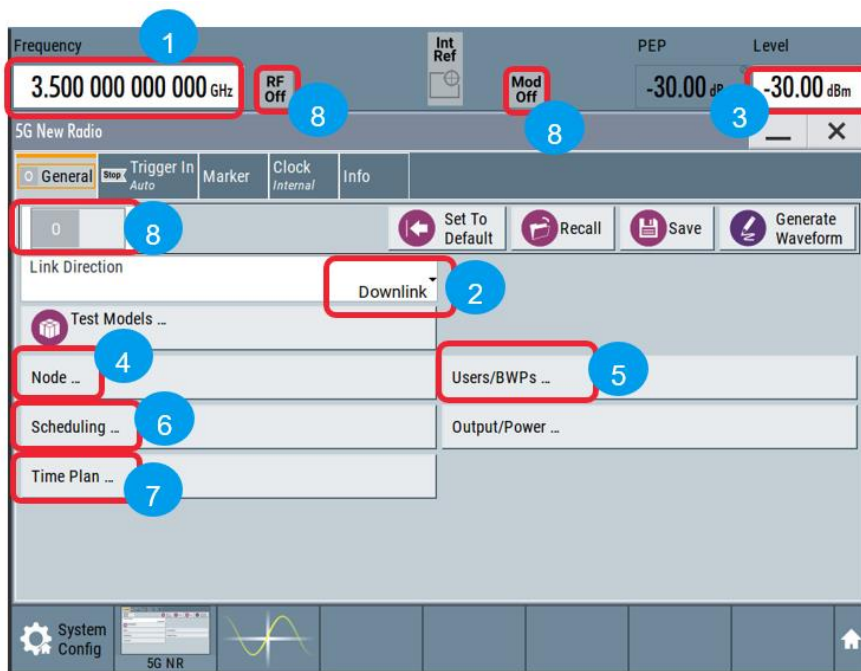 Frequency
1
Int Ref
PEP
Level
3.500 000 000 000 GHz
RF Off
8
Mod Off
8
-30.00 dB
-30.00 dBm
3
5G New Radio
0 General
Stop Trigger In Auto
Marker
Clock Internal
Info
0
8
Set To Default
Recall
Save
Generate Waveform
Link Direction
Downlink
2
Test Models ...
Node ...
4
Users/BWPs ...
5
Scheduling ...
6
Output/Power ...
Time Plan ...
7
System Config
5G NR